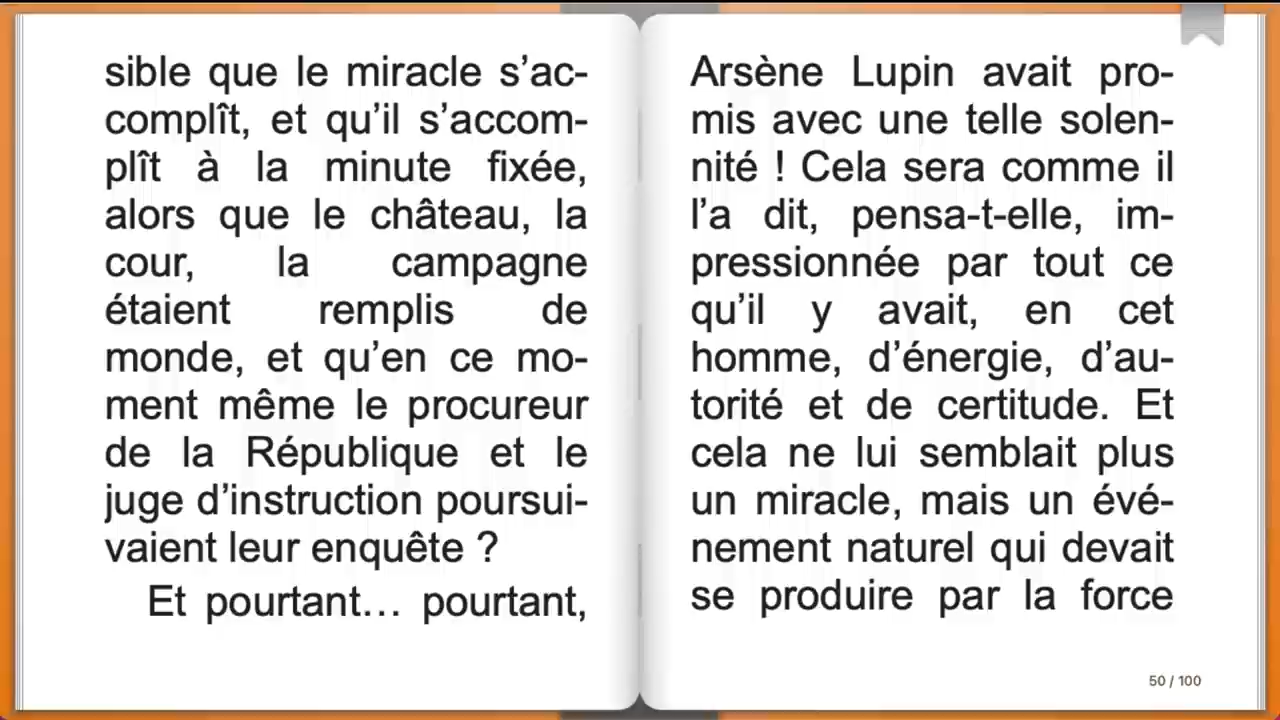 sible que le miracle s’ac-
complît, et qu’il s’accom-
plît à la minute fixée,
alors que le château, la
cour, la campagne
étaient remplis de
monde, et qu’en ce mo-
ment même le procureur
de la République et le
juge d’instruction poursui-
vaient leur enquête ?
Et pourtant… pourtant,
Arsène Lupin avait pro-
mis avec une telle solen-
nité ! Cela sera comme il
l’a dit, pensa-t-elle, im-
pressionnée par tout ce
qu’il y avait, en cet
homme, d’énergie, d’au-
torité et de certitude. Et
cela ne lui semblait plus
un miracle, mais un évé-
nement naturel qui devait
se produire par la force
50 / 100